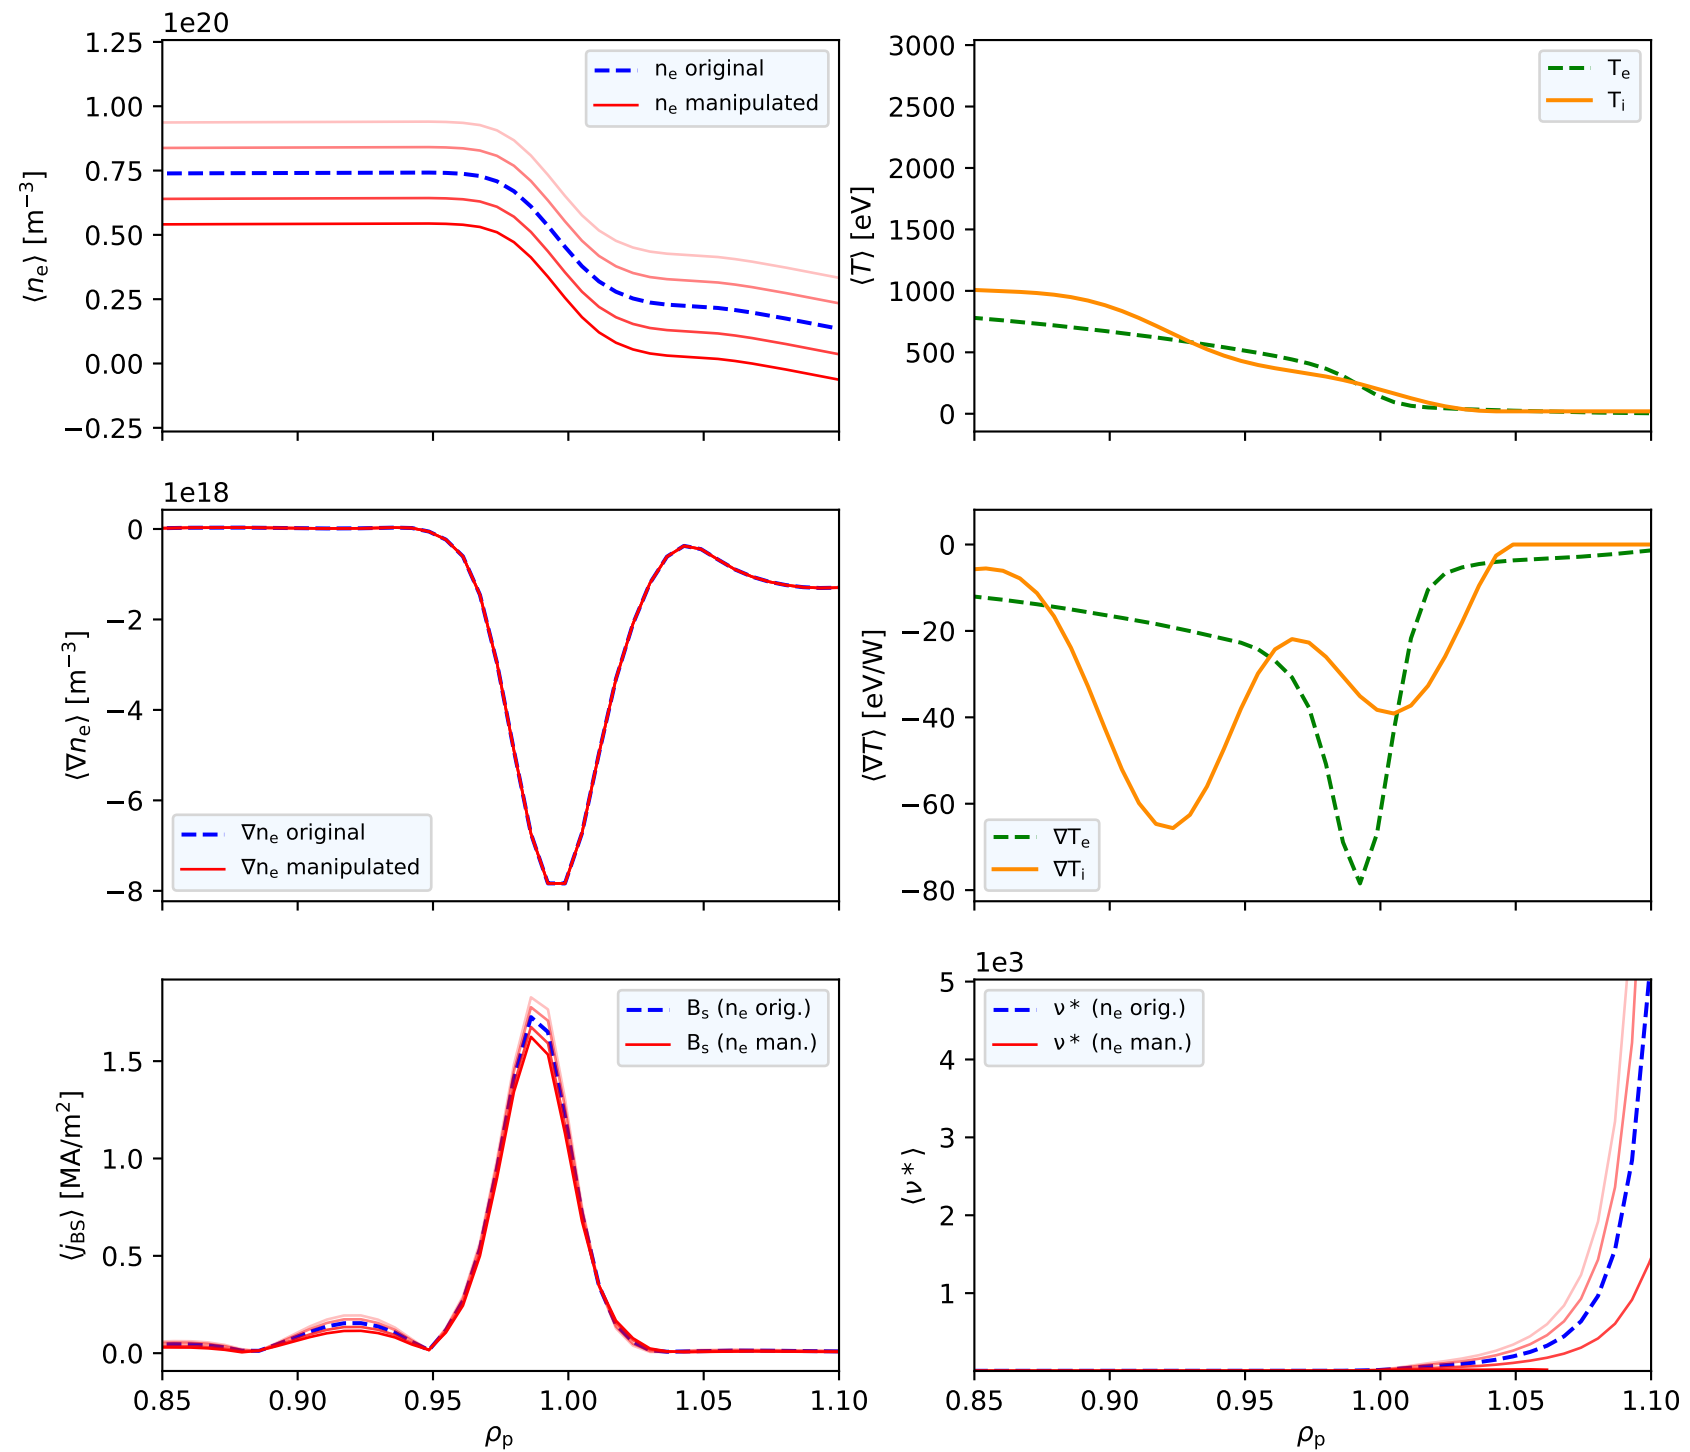 1e20
1.25
1.00
0.75
0.50
0.25
0.00
−0.25
⟨nₑ⟩ [m⁻³]
nₑ original
nₑ manipulated
3000
2500
2000
1500
1000
500
0
⟨T⟩ [eV]
Tₑ
Tᵢ
1e18
0
−2
−4
−6
−8
⟨∇nₑ⟩ [m⁻³]
∇nₑ original
∇nₑ manipulated
0
−20
−40
−60
−80
⟨∇T⟩ [eV/W]
∇Tₑ
∇Tᵢ
1.5
1.0
0.5
0.0
⟨j_BS⟩ [MA/m²]
Bₛ (nₑ orig.)
Bₛ (nₑ man.)
0.85 0.90 0.95 1.00 1.05 1.10
ρₚ
1e3
5
4
3
2
1
⟨ν*⟩
ν* (nₑ orig.)
ν* (nₑ man.)
0.85 0.90 0.95 1.00 1.05 1.10
ρₚ